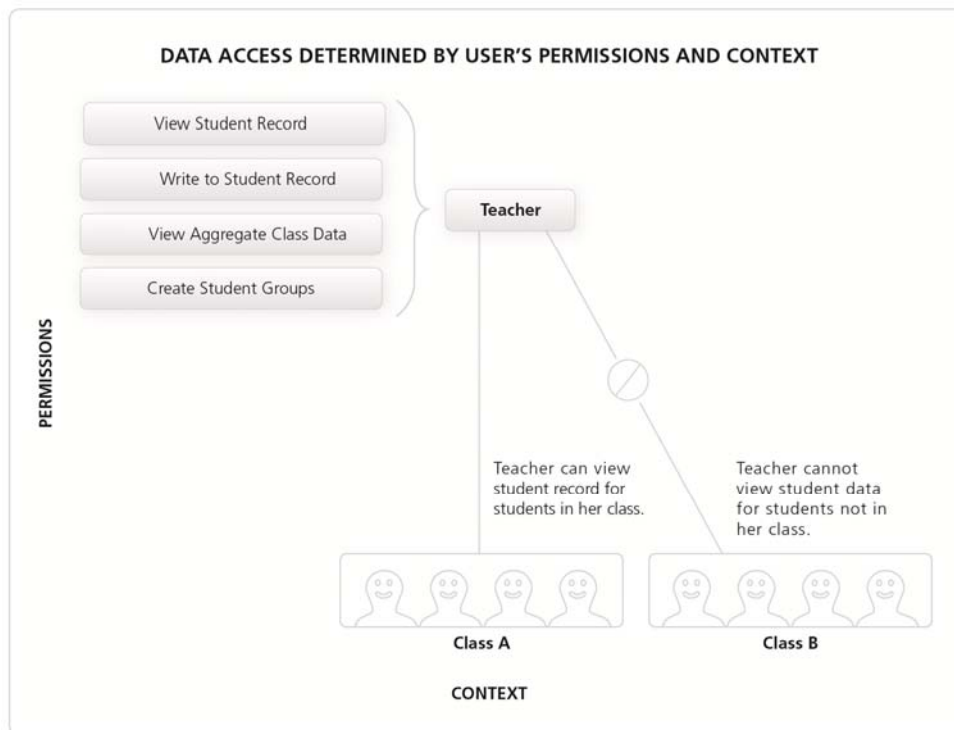 DATA ACCESS DETERMINED BY USER’S PERMISSIONS AND CONTEXT
View Student Record
Write to Student Record
View Aggregate Class Data
Create Student Groups
Teacher
PERMISSIONS
Teacher can view
student record for
students in her class.
Teacher cannot
view student data
for students not in
her class.
Class A
Class B
CONTEXT